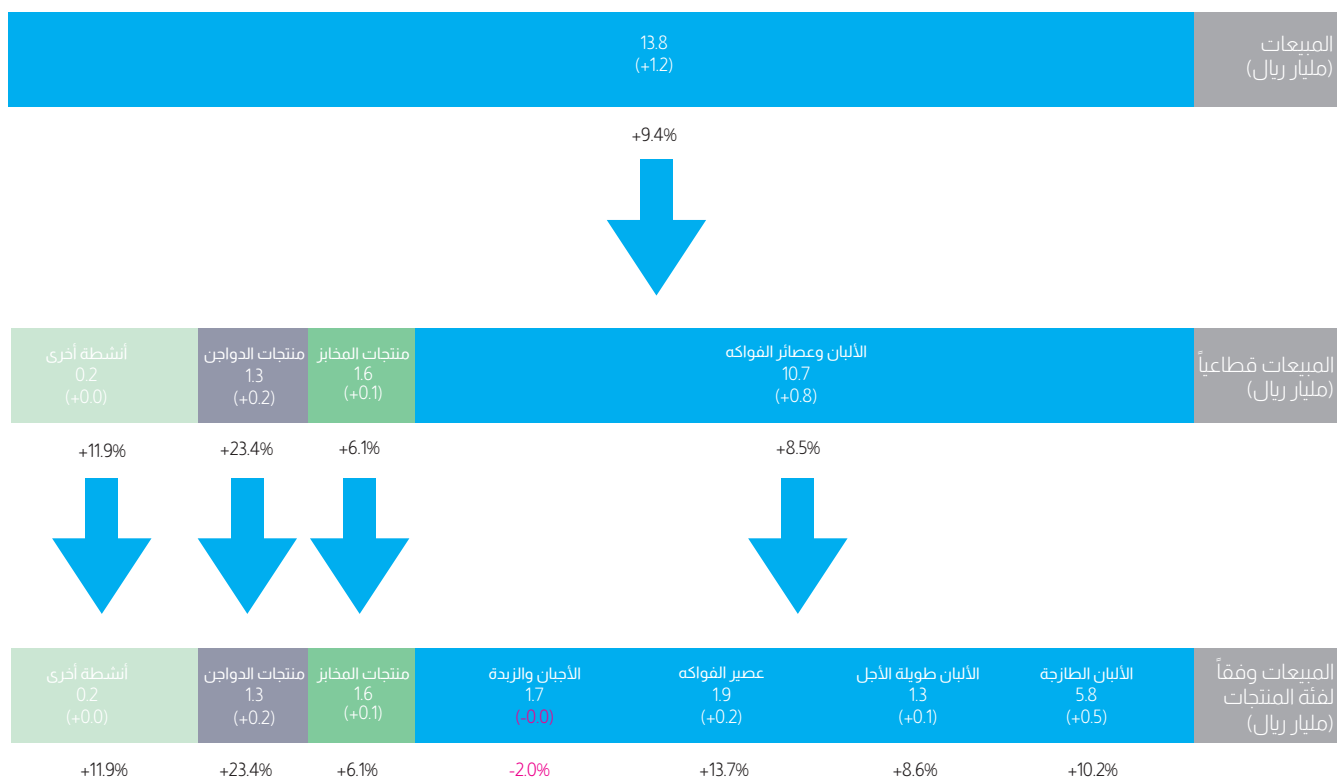 المبيعات
(مليار ريال)
13.8
(+1.2)
+9.4%
المبيعات قطاعياً
(مليار ريال)
الألبان وعصائر الفواكه
10.7
(+0.8)
منتجات المخابز
1.6
(+0.1)
منتجات الدواجن
1.3
(+0.2)
أنشطة أخرى
0.2
(+0.0)
+8.5%
+6.1%
+23.4%
+11.9%
المبيعات وفقاً
لفئة المنتجات
(مليار ريال)
الألبان الطازجة
5.8
(+0.5)
الألبان طويلة الأجل
1.3
(+0.1)
عصير الفواكه
1.9
(+0.2)
الأجبان والزبدة
1.7
(-0.0)
منتجات المخابز
1.6
(+0.1)
منتجات الدواجن
1.3
(+0.2)
أنشطة أخرى
0.2
(+0.0)
+10.2%
+8.6%
+13.7%
-2.0%
+6.1%
+23.4%
+11.9%